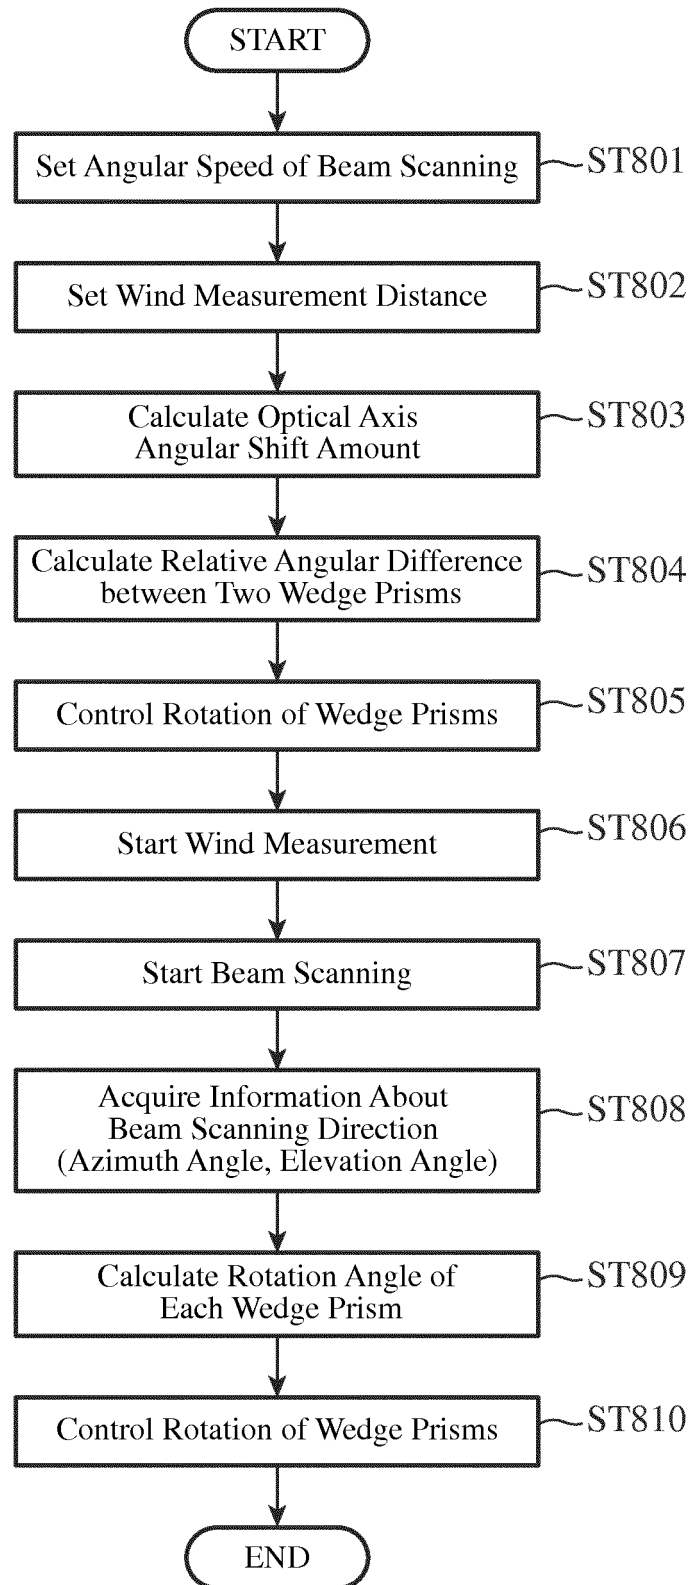 START
Set Angular Speed of Beam Scanning
ST801
Set Wind Measurement Distance
ST802
Calculate Optical Axis
Angular Shift Amount
ST803
Calculate Relative Angular Difference
between Two Wedge Prisms
ST804
Control Rotation of Wedge Prisms
ST805
Start Wind Measurement
ST806
Start Beam Scanning
ST807
Acquire Information About
Beam Scanning Direction
(Azimuth Angle, Elevation Angle)
ST808
Calculate Rotation Angle of
Each Wedge Prism
ST809
Control Rotation of Wedge Prisms
ST810
END